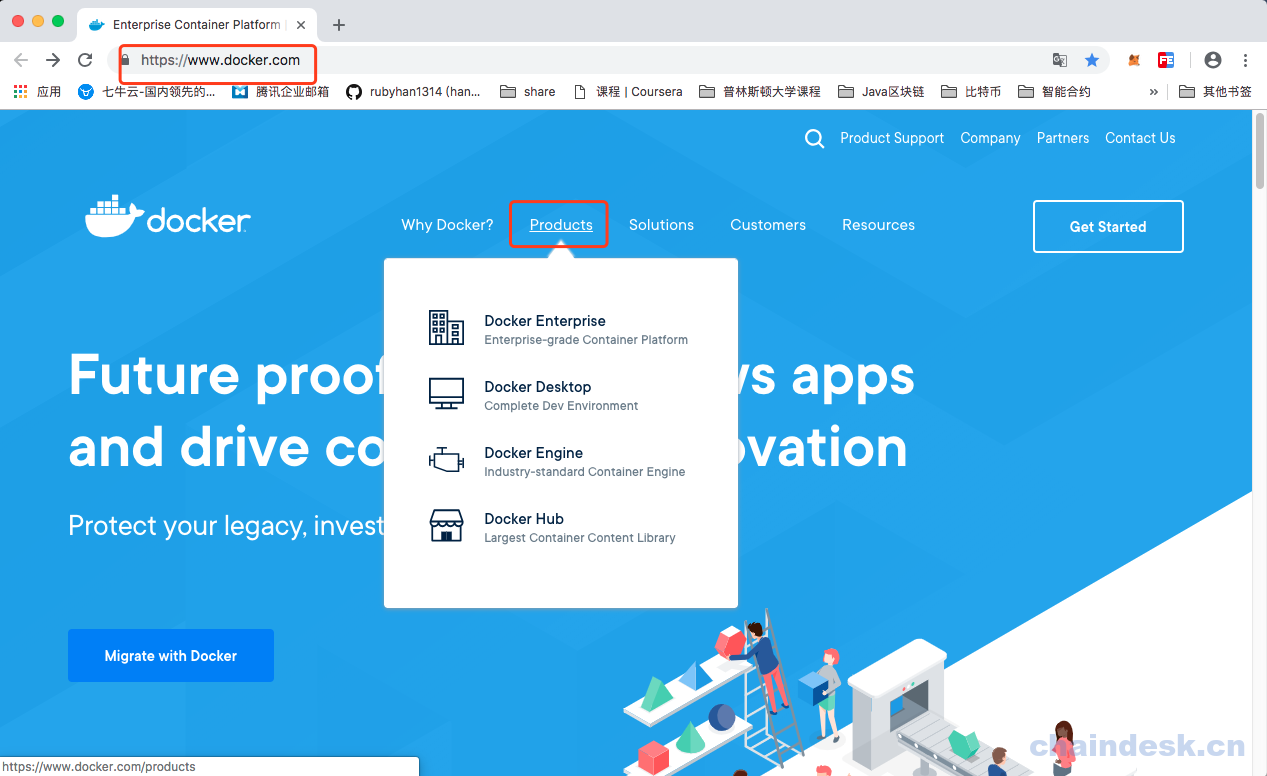 Enterprise Container Platform
https://www.docker.com
应用
七牛云-国内领先的...
腾讯企业邮箱
rubyhan1314 (han...
share
课程 | Coursera
普林斯顿大学课程
Java区块链
比特币
智能合约
»
其他书签
Product Support Company Partners Contact Us
docker
Why Docker? Products Solutions Customers Resources
Get Started
Docker Enterprise
Enterprise-grade Container Platform
Docker Desktop
Complete Dev Environment
Docker Engine
Industry-standard Container Engine
Docker Hub
Largest Container Content Library
Future proof ws apps
and drive co ovation
Protect your legacy, invest
Migrate with Docker
chaindesk.cn
https://www.docker.com/products